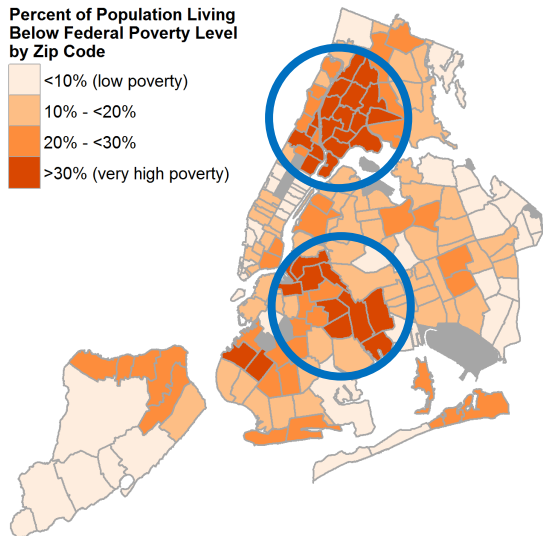 Percent of Population Living
Below Federal Poverty Level
by Zip Code
<10% (low poverty)
10% - <20%
20% - <30%
>30% (very high poverty)